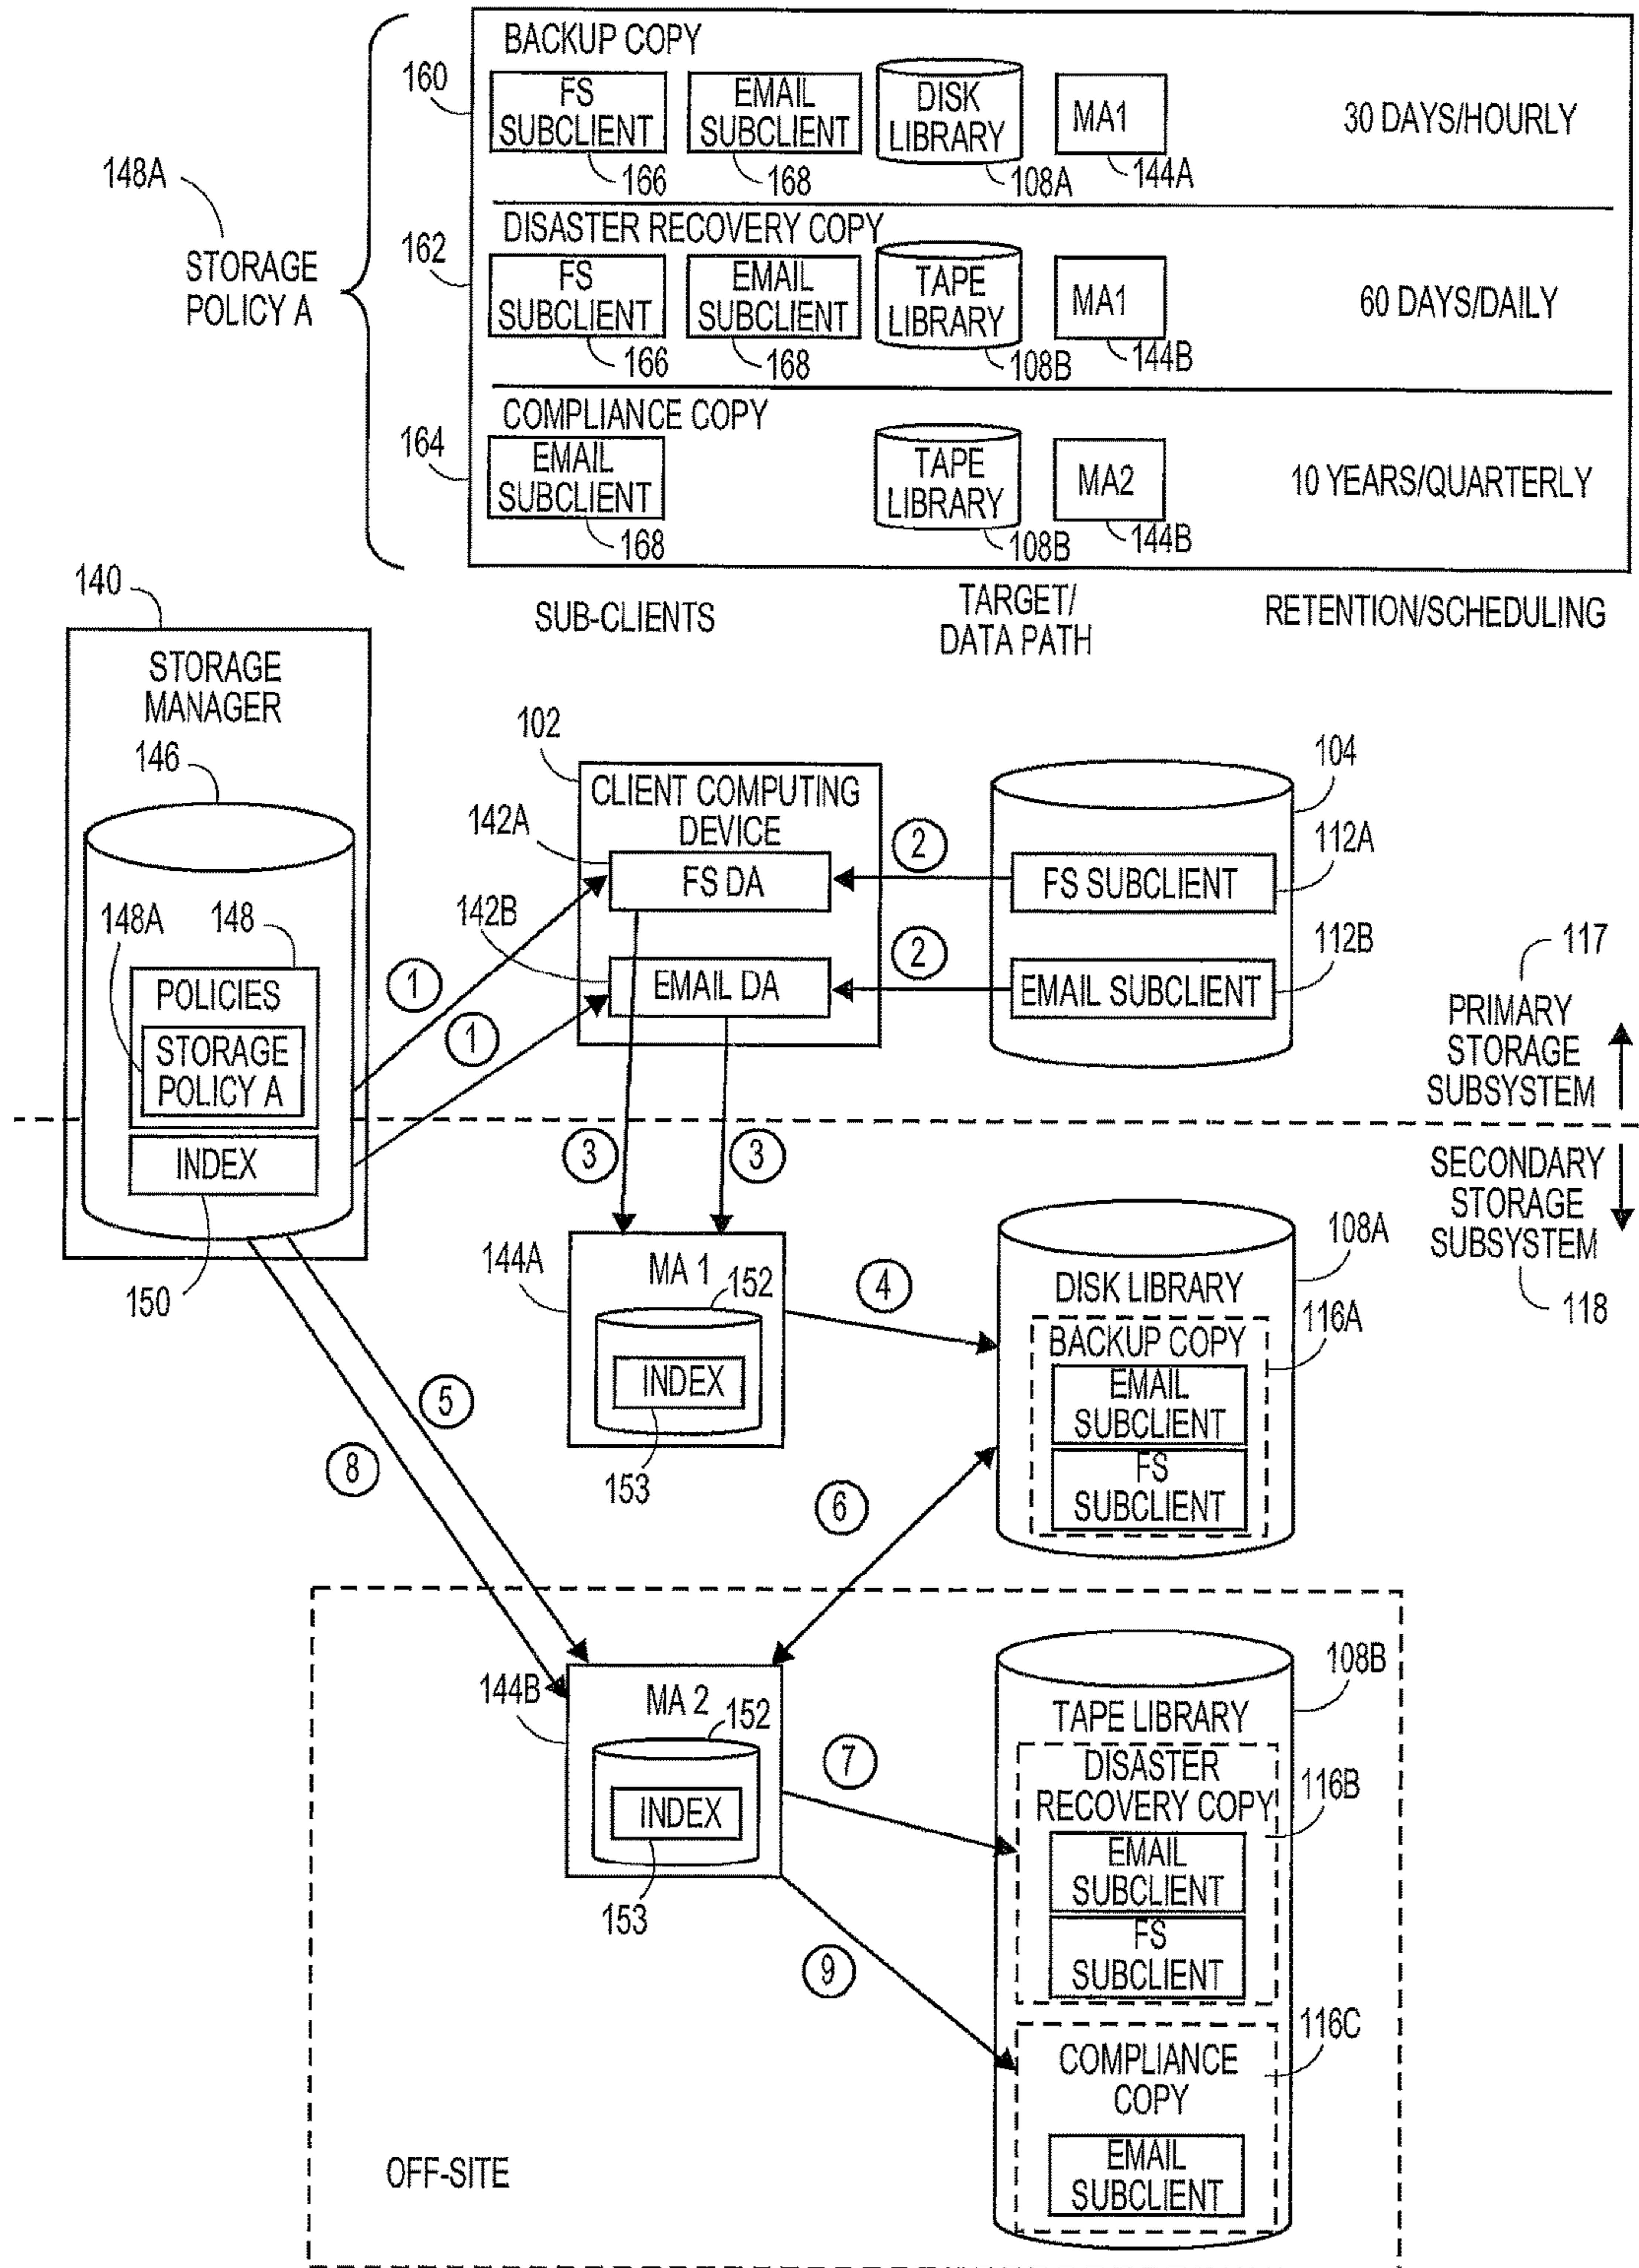 BACKUP COPY
160
FS
SUBCLIENT
166
EMAIL
SUBCLIENT
168
DISK
LIBRARY
108A
MA1
144A
30 DAYS/HOURLY
148A
STORAGE
POLICY A
DISASTER RECOVERY COPY
162
FS
SUBCLIENT
166
EMAIL
SUBCLIENT
168
TAPE
LIBRARY
108B
MA1
144B
60 DAYS/DAILY
COMPLIANCE COPY
164
EMAIL
SUBCLIENT
168
TAPE
LIBRARY
108B
MA2
144B
10 YEARS/QUARTERLY
SUB-CLIENTS
TARGET/
DATA PATH
RETENTION/SCHEDULING
140
STORAGE
MANAGER
146
148A
148
POLICIES
STORAGE
POLICY A
INDEX
150
1
1
102
CLIENT COMPUTING
DEVICE
142A
FS DA
142B
EMAIL DA
2
2
104
FS SUBCLIENT
112A
EMAIL SUBCLIENT
112B
117
PRIMARY
STORAGE
SUBSYSTEM
SECONDARY
STORAGE
SUBSYSTEM
118
3
3
144A
MA 1
152
INDEX
153
4
108A
DISK LIBRARY
116A
BACKUP COPY
EMAIL
SUBCLIENT
FS
SUBCLIENT
5
8
6
144B
MA 2
152
INDEX
153
7
9
108B
TAPE LIBRARY
DISASTER
RECOVERY COPY
116B
EMAIL
SUBCLIENT
FS
SUBCLIENT
116C
COMPLIANCE
COPY
EMAIL
SUBCLIENT
OFF-SITE